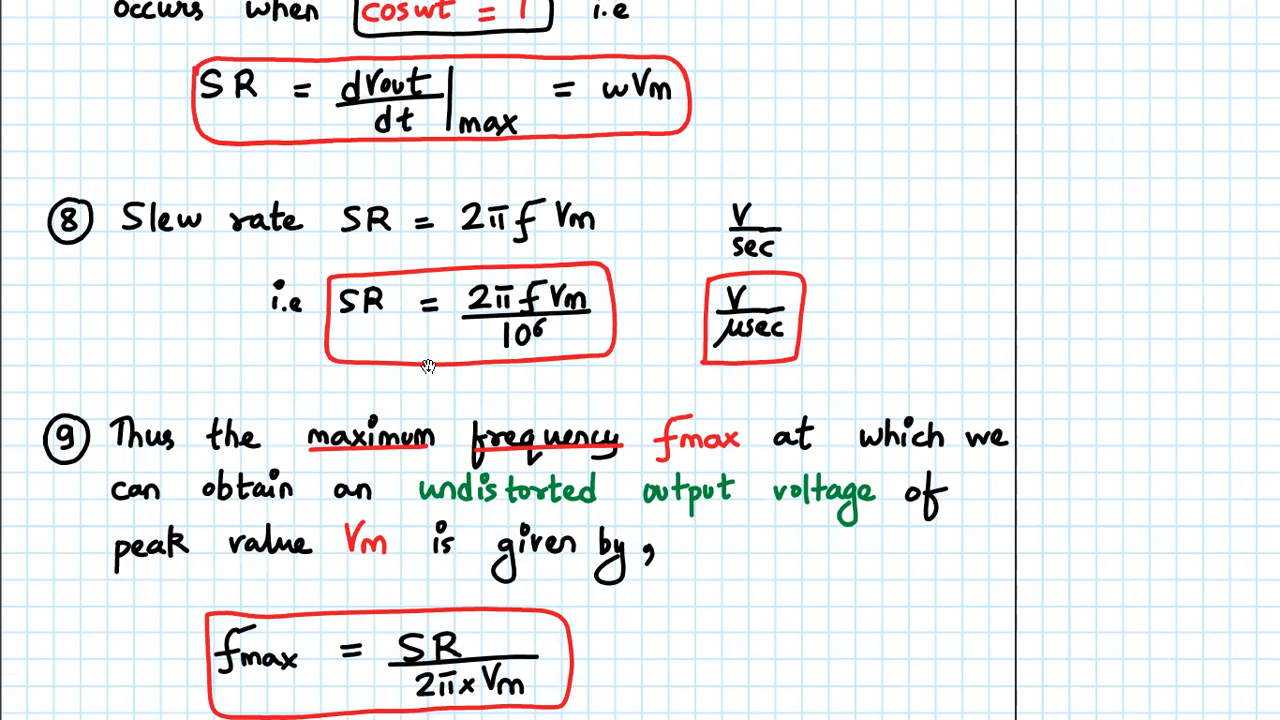 occurs when cosωt = 1 i.e
SR = dVout/dt |max = ωVm
⑧ Slew rate SR = 2πf Vm V/sec
i.e SR = 2πf Vm/10⁶ V/μsec
⑨ Thus the maximum frequency fmax at which we
can obtain an undistorted output voltage of
peak value Vm is given by,
fmax = SR/2π×Vm